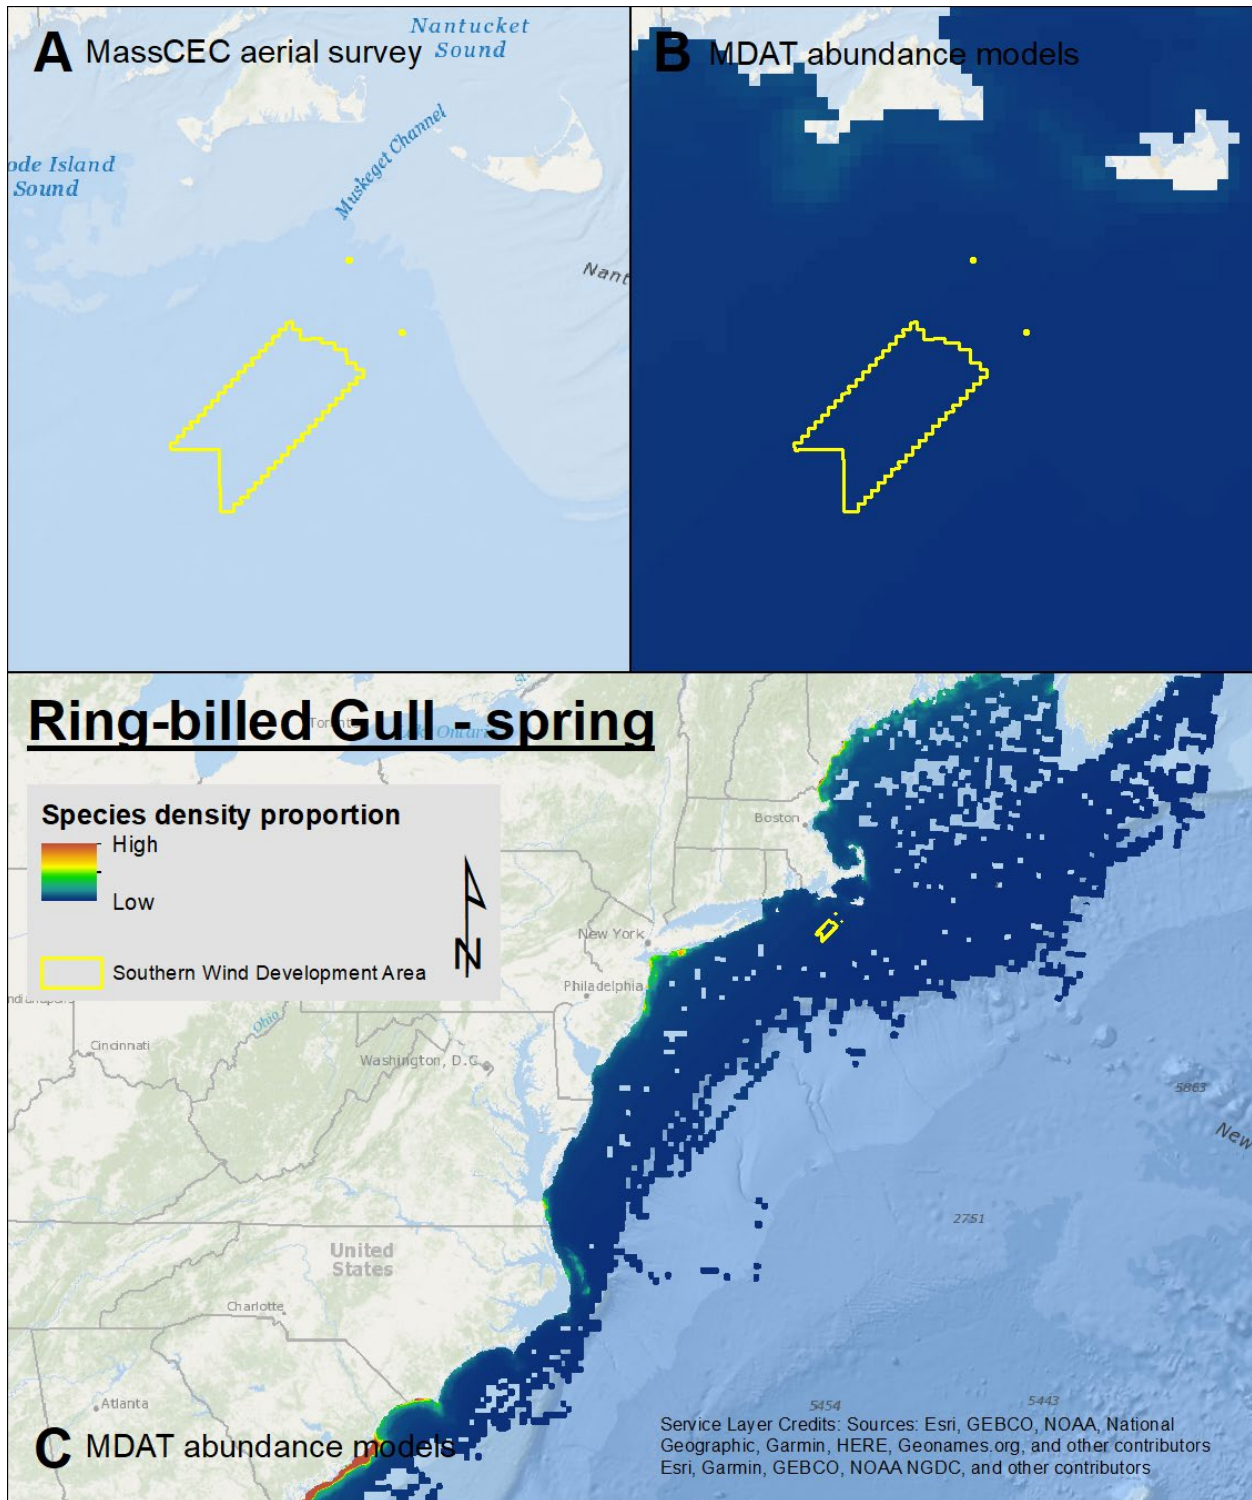 A MassCEC aerial survey
Nantucket
Sound
Muskeget Channel
ode Island
Sound
Nant
B MDAT abundance models
Ring-billed Gull - spring
Toronto
Lake Ontario
Species density proportion
High
Low
Southern Wind Development Area
Boston
New York
Philadelphia
Ohio
Cincinnati
Washington, D.C.
5863
New
2751
United
States
Charlotte
Atlanta
5454
5443
C MDAT abundance models
N
Service Layer Credits: Sources: Esri, GEBCO, NOAA, National
Geographic, Garmin, HERE, Geonames.org, and other contributors
Esri, Garmin, GEBCO, NOAA NGDC, and other contributors